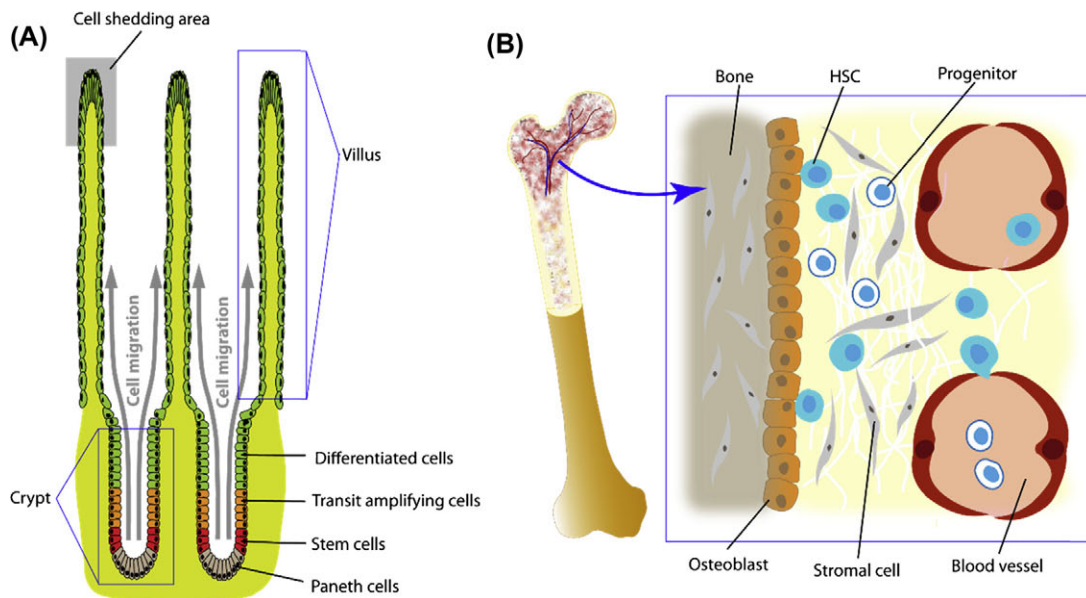 (A)
Cell shedding area
Villus
Cell migration
Cell migration
Crypt
Differentiated cells
Transit amplifying cells
Stem cells
Paneth cells
(B)
Bone
HSC
Progenitor
Osteoblast
Stromal cell
Blood vessel